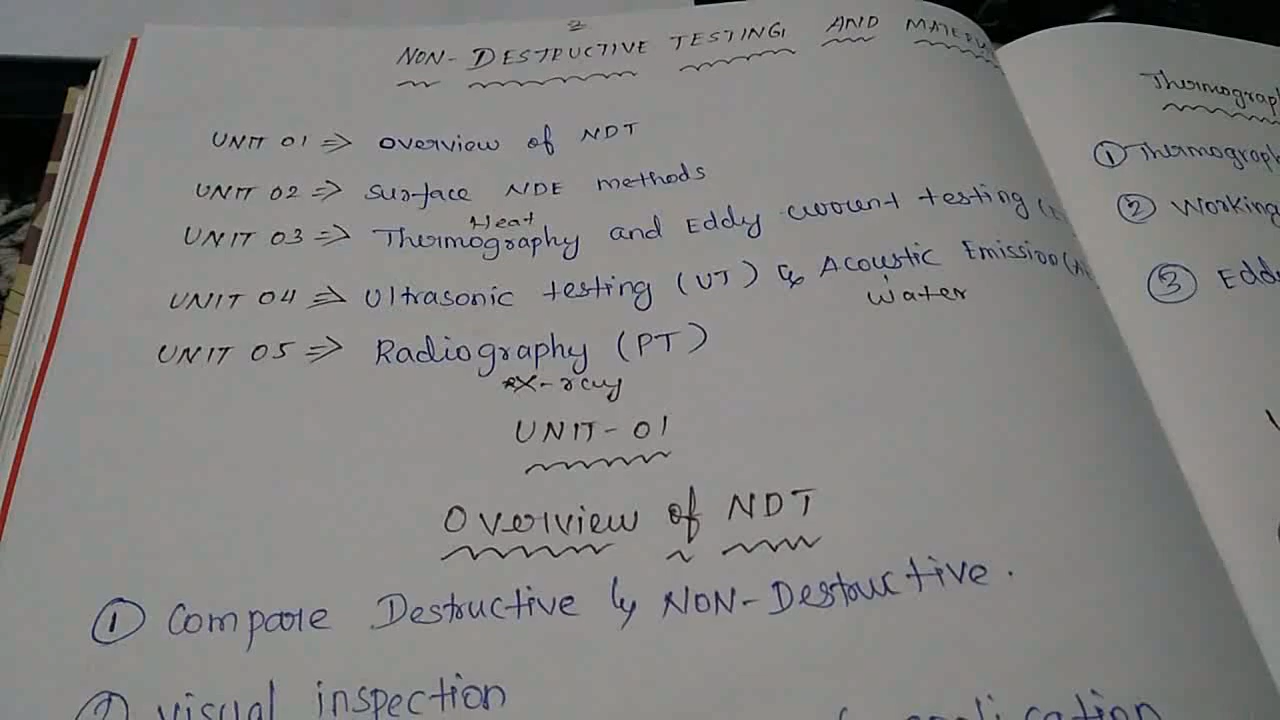 NON-DESTRUCTIVE TESTING AND
UNIT 01 ⇒ Overview of NDT
UNIT 02 ⇒ Surface NDE methods
Heat
UNIT 03 ⇒ Thermography and Eddy current testing
UNIT 04 ⇒ Ultrasonic testing (UT) & Acoustic Emission
Water
UNIT 05 ⇒ Radiography (PT)
x-ray
UNIT-01
Overview of NDT
① Compare Destructive & NON-Destructive.
② visual inspection
① Thermograph
② Working
③ Edd